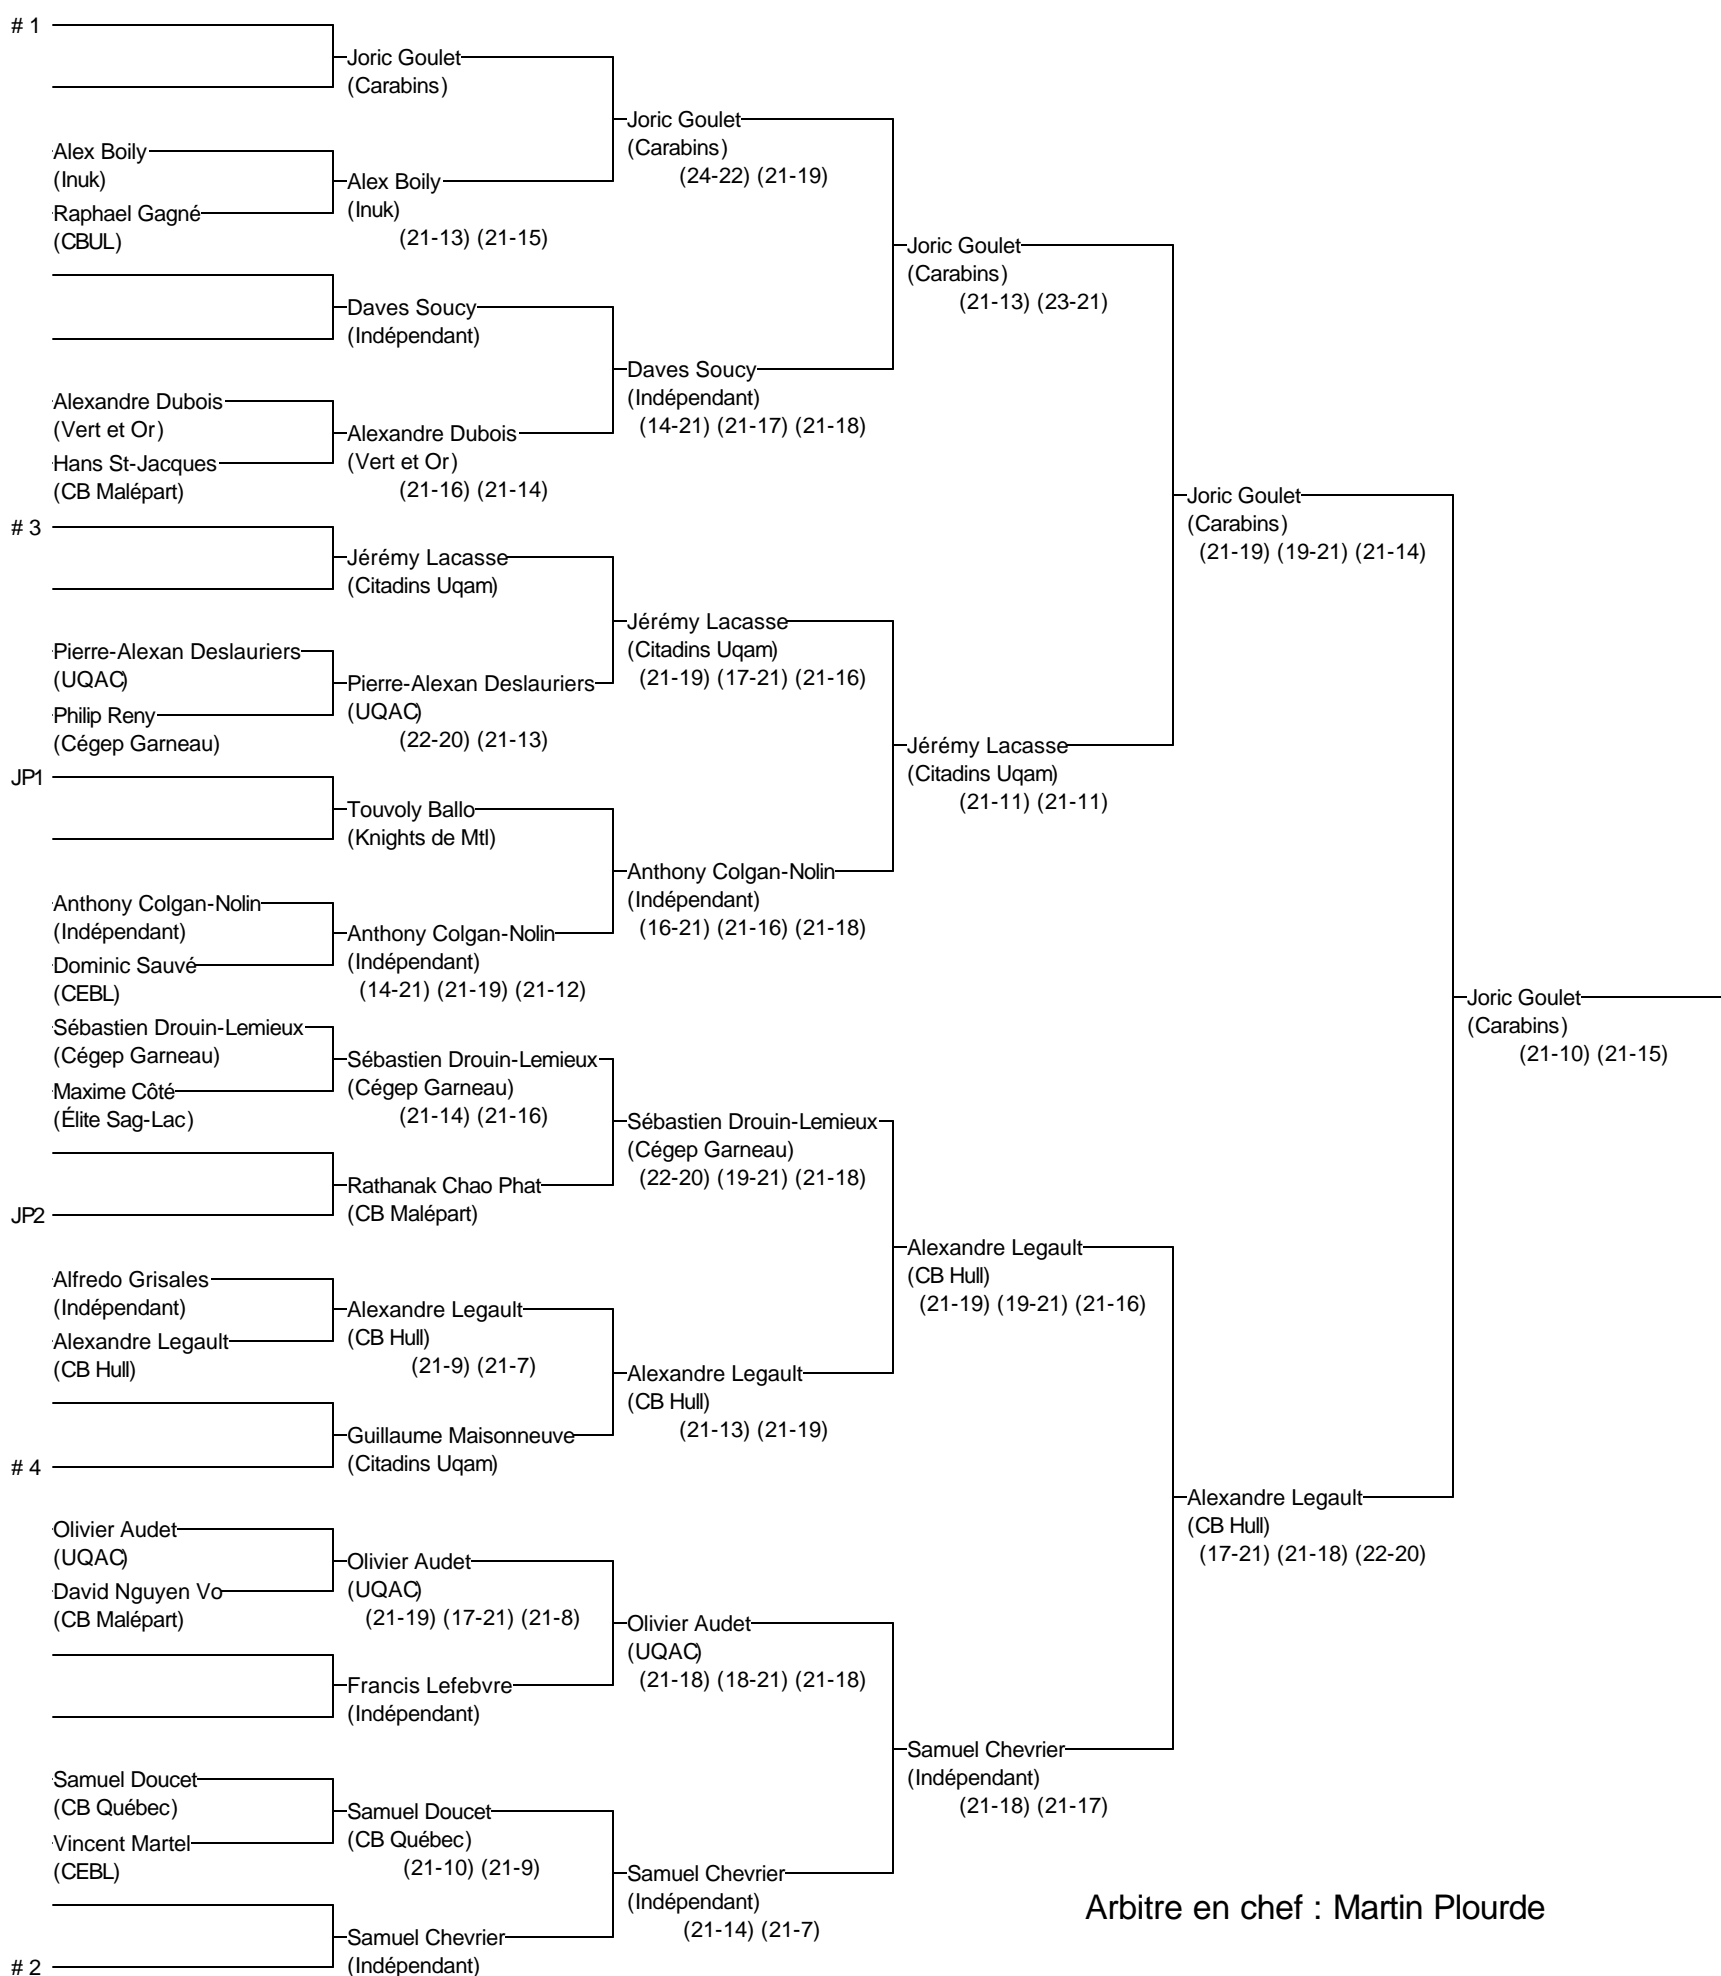 # 1
Joric Goulet
(Carabins)
Joric Goulet
(Carabins)
(24-22) (21-19)
Alex Boily
(Inuk)
Alex Boily
(Inuk)
(21-13) (21-15)
Raphael Gagné
(CBUL)
Joric Goulet
(Carabins)
(21-13) (23-21)
Daves Soucy
(Indépendant)
Daves Soucy
(Indépendant)
(14-21) (21-17) (21-18)
Alexandre Dubois
(Vert et Or)
Alexandre Dubois
(Vert et Or)
(21-16) (21-14)
Hans St-Jacques
(CB Malépart)
Joric Goulet
(Carabins)
(21-19) (19-21) (21-14)
# 3
Jérémy Lacasse
(Citadins Uqam)
Jérémy Lacasse
(Citadins Uqam)
(21-19) (17-21) (21-16)
Pierre-Alexan Deslauriers
(UQAC)
Pierre-Alexan Deslauriers
(UQAC)
(22-20) (21-13)
Philip Reny
(Cégep Garneau)
Jérémy Lacasse
(Citadins Uqam)
(21-11) (21-11)
JP1
Touvoly Ballo
(Knights de Mtl)
Anthony Colgan-Nolin
(Indépendant)
(16-21) (21-16) (21-18)
Anthony Colgan-Nolin
(Indépendant)
Anthony Colgan-Nolin
(Indépendant)
(14-21) (21-19) (21-12)
Dominic Sauvé
(CEBL)
Joric Goulet
(Carabins)
(21-10) (21-15)
Sébastien Drouin-Lemieux
(Cégep Garneau)
Sébastien Drouin-Lemieux
(Cégep Garneau)
(21-14) (21-16)
Maxime Côté
(Élite Sag-Lac)
Sébastien Drouin-Lemieux
(Cégep Garneau)
(22-20) (19-21) (21-18)
Rathanak Chao Phat
(CB Malépart)
JP2
Alexandre Legault
(CB Hull)
(21-19) (19-21) (21-16)
Alfredo Grisales
(Indépendant)
Alexandre Legault
(CB Hull)
(21-9) (21-7)
Alexandre Legault
(CB Hull)
Alexandre Legault
(CB Hull)
(21-13) (21-19)
Guillaume Maisonneuve
(Citadins Uqam)
# 4
Alexandre Legault
(CB Hull)
(17-21) (21-18) (22-20)
Olivier Audet
(UQAC)
Olivier Audet
(UQAC)
(21-19) (17-21) (21-8)
David Nguyen Vo
(CB Malépart)
Olivier Audet
(UQAC)
(21-18) (18-21) (21-18)
Francis Lefebvre
(Indépendant)
Samuel Chevrier
(Indépendant)
(21-18) (21-17)
Samuel Doucet
(CB Québec)
Samuel Doucet
(CB Québec)
(21-10) (21-9)
Vincent Martel
(CEBL)
Samuel Chevrier
(Indépendant)
(21-14) (21-7)
Arbitre en chef : Martin Plourde
Samuel Chevrier
(Indépendant)
# 2